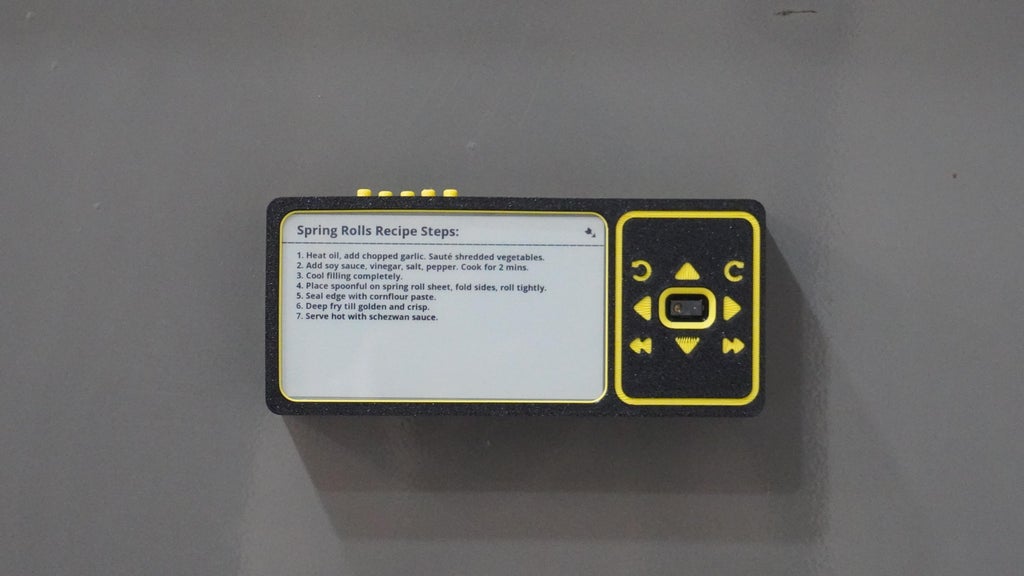 Spring Rolls Recipe Steps:
1. Heat oil, add chopped garlic. Sauté shredded vegetables.
2. Add soy sauce, vinegar, salt, pepper. Cook for 2 mins.
3. Cool filling completely.
4. Place spoonful on spring roll sheet, fold sides, roll tightly.
5. Seal edge with cornflour paste.
6. Deep fry till golden and crisp.
7. Serve hot with schezwan sauce.